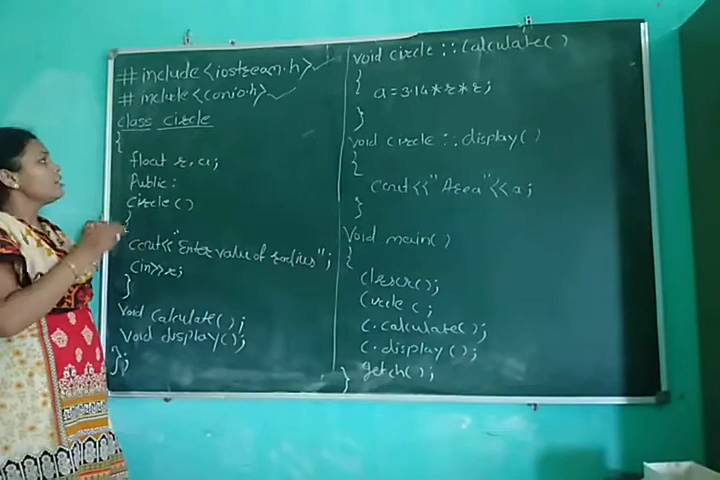 #include<iostream.h>
#include<conio.h>
class circle
{
float r,a;
Public:
circle()
{
cout<<"Enter value of radius";
cin>>r;
}
void calculate();
void display();
};
void circle::calculate()
{
a=3.14*r*r;
}
void circle::display()
{
cout<<"Area"<<a;
}
void main()
{
clrscr();
Circle c;
c.calculate();
c.display();
getch();
}